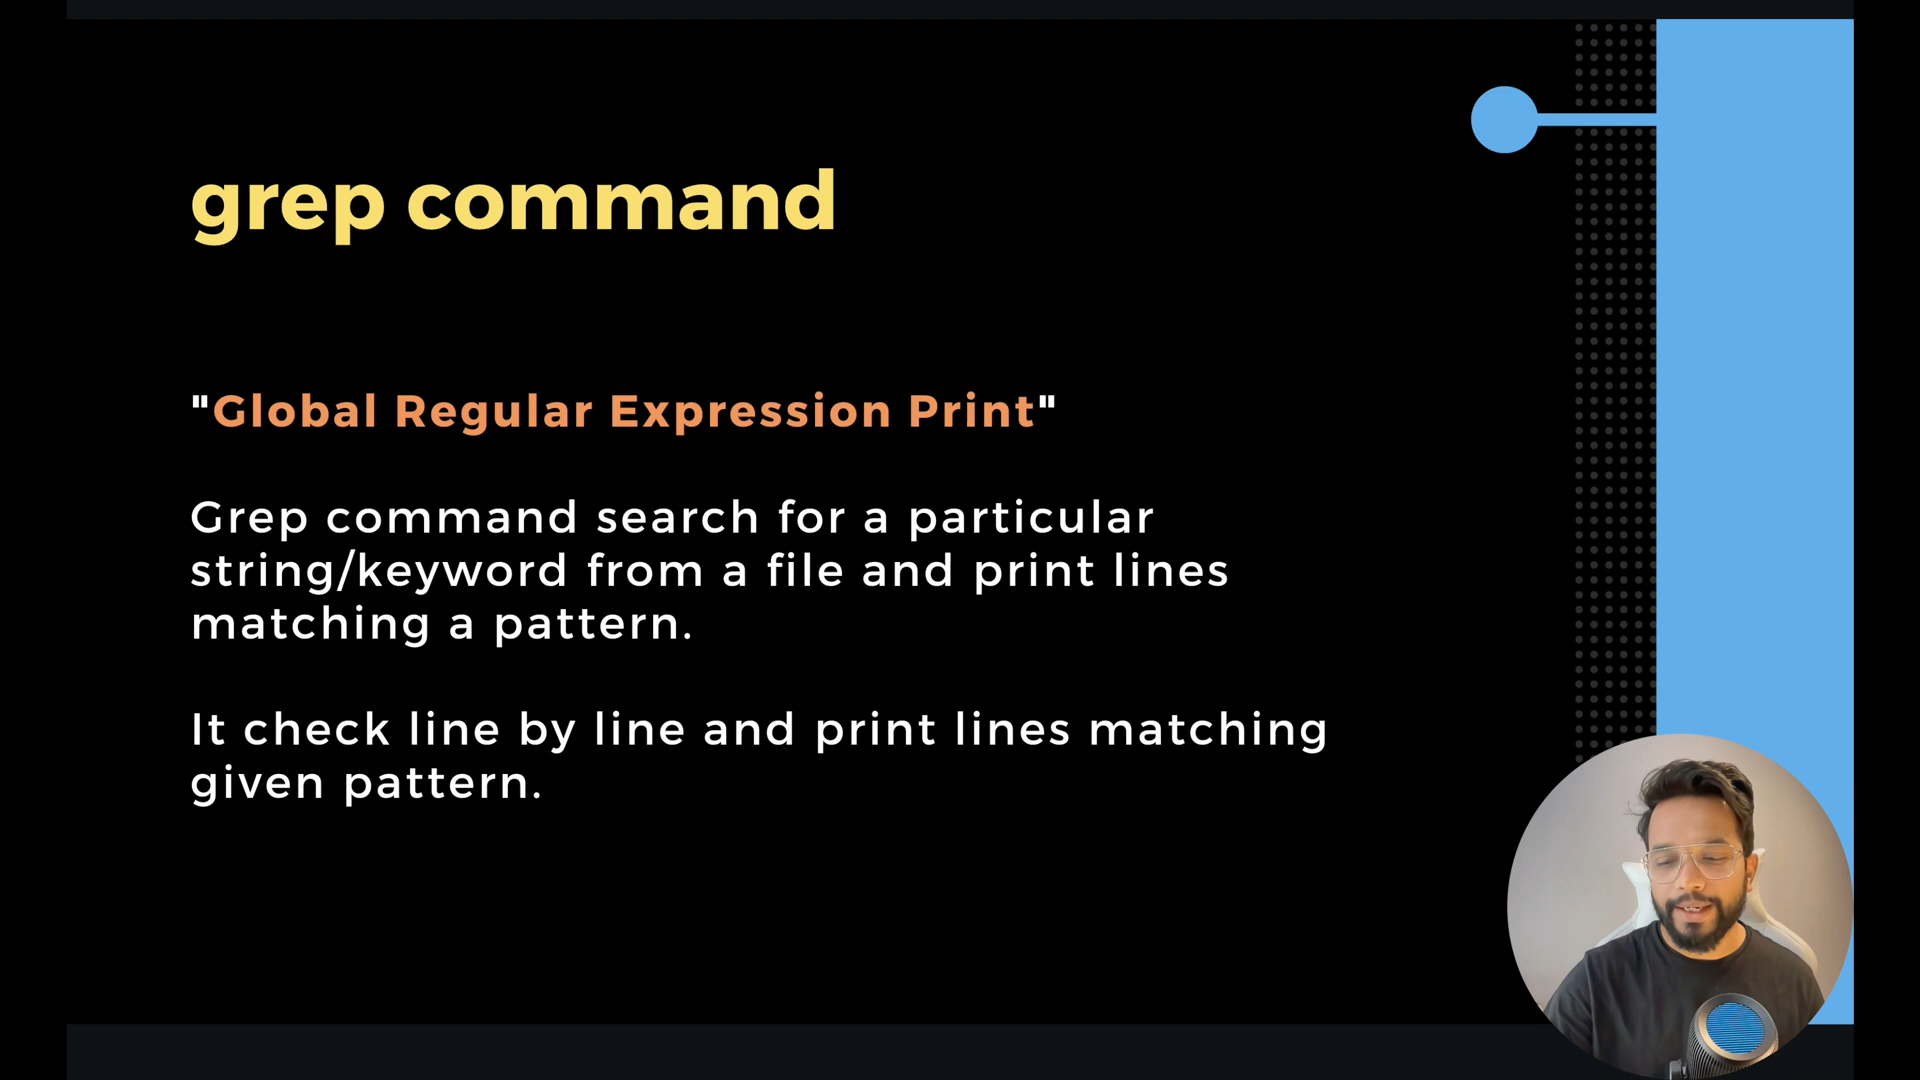 grep command
"Global Regular Expression Print"
Grep command search for a particular
string/keyword from a file and print lines
matching a pattern.
It check line by line and print lines matching
given pattern.